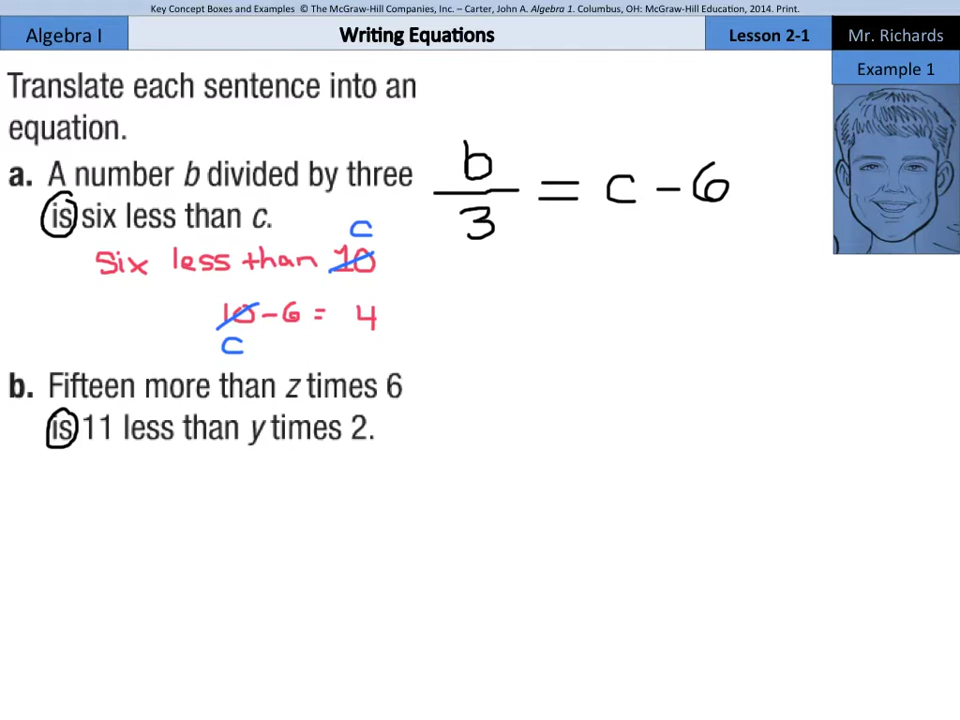 Key Concept Boxes and Examples © The McGraw-Hill Companies, Inc. – Carter, John A. Algebra 1. Columbus, OH: McGraw-Hill Education, 2014. Print.
Algebra I
Writing Equations
Lesson 2-1
Mr. Richards
Example 1
Translate each sentence into an
equation.
a. A number b divided by three
is six less than c.
b/3 = c - 6
c
Six less than 10
10 - 6 = 4
c
b. Fifteen more than z times 6
is 11 less than y times 2.